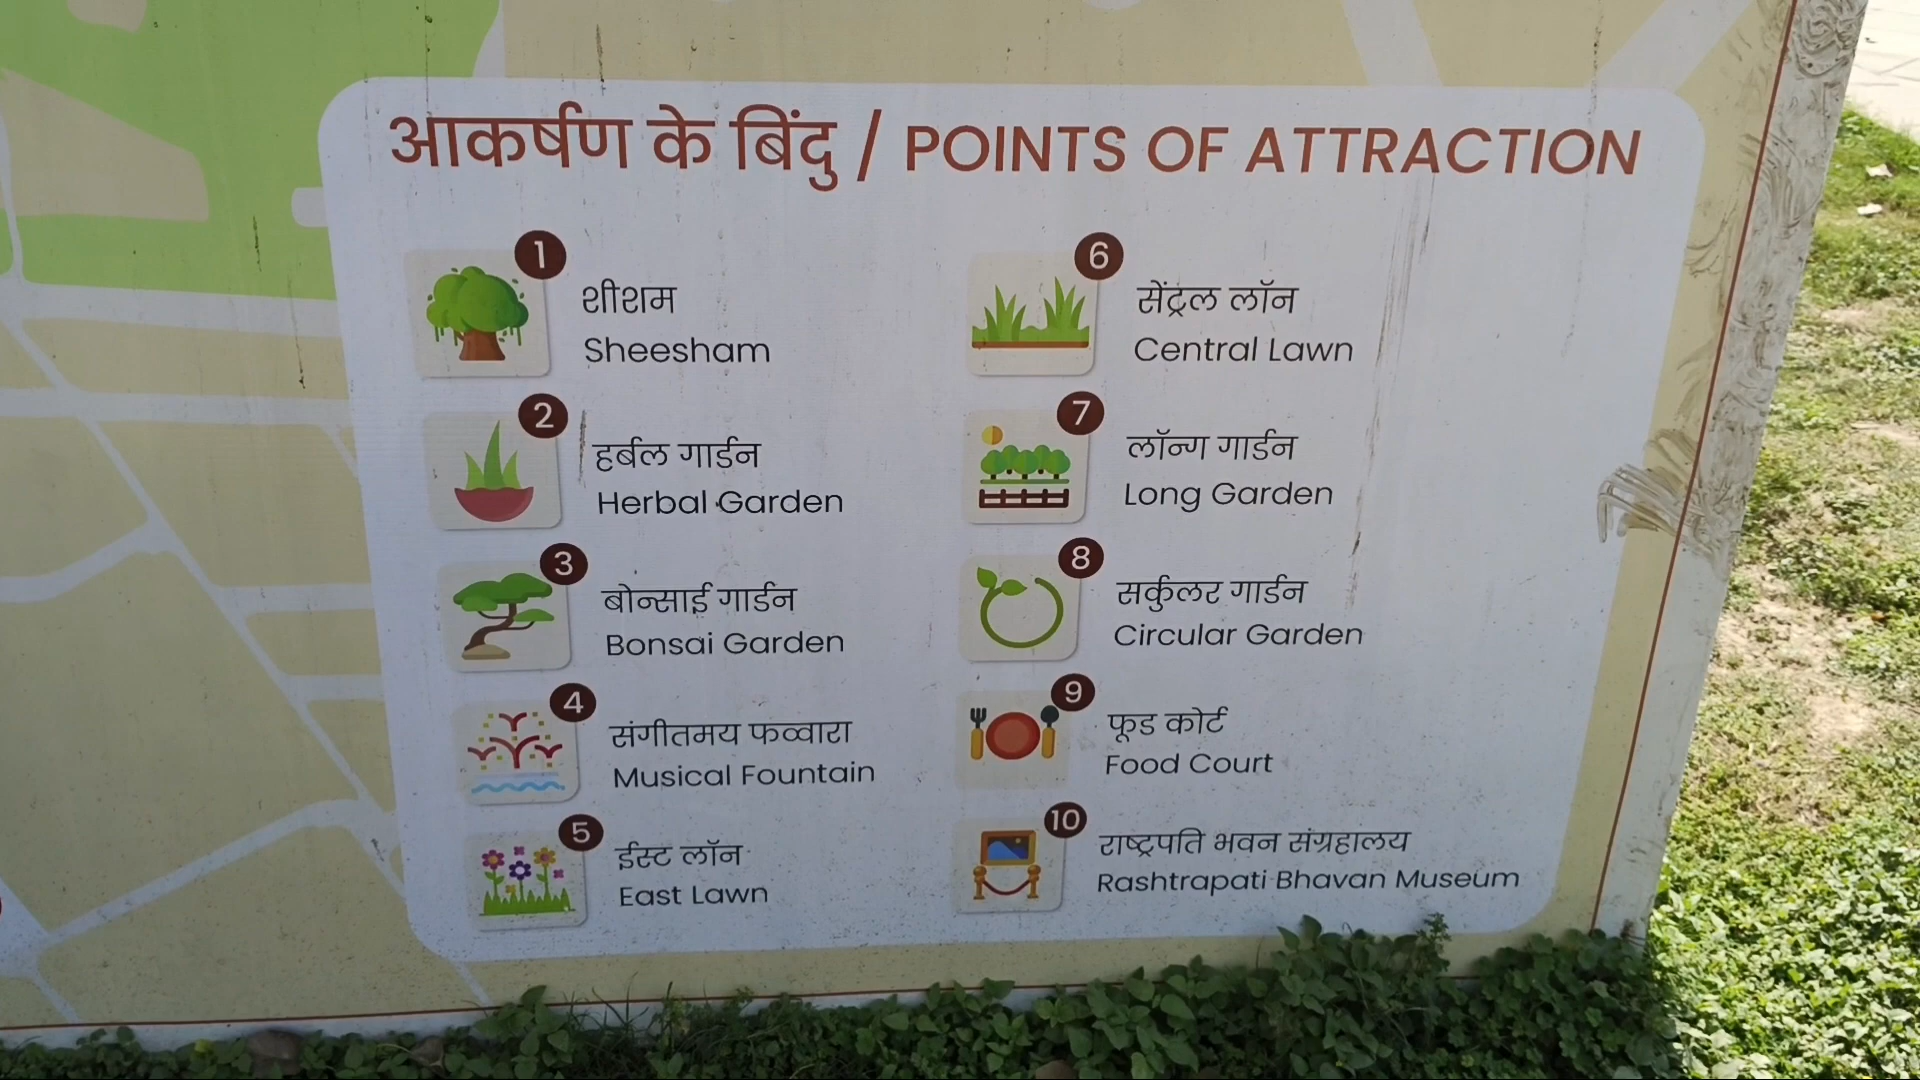 आकर्षण के बिंदु / POINTS OF ATTRACTION
1
शीशम
Sheesham
2
हर्बल गार्डन
Herbal Garden
3
बोन्साई गार्डन
Bonsai Garden
4
संगीतमय फव्वारा
Musical Fountain
5
ईस्ट लॉन
East Lawn
6
सेंट्रल लॉन
Central Lawn
7
लॉन्ग गार्डन
Long Garden
8
सर्कुलर गार्डन
Circular Garden
9
फूड कोर्ट
Food Court
10
राष्ट्रपति भवन संग्रहालय
Rashtrapati Bhavan Museum